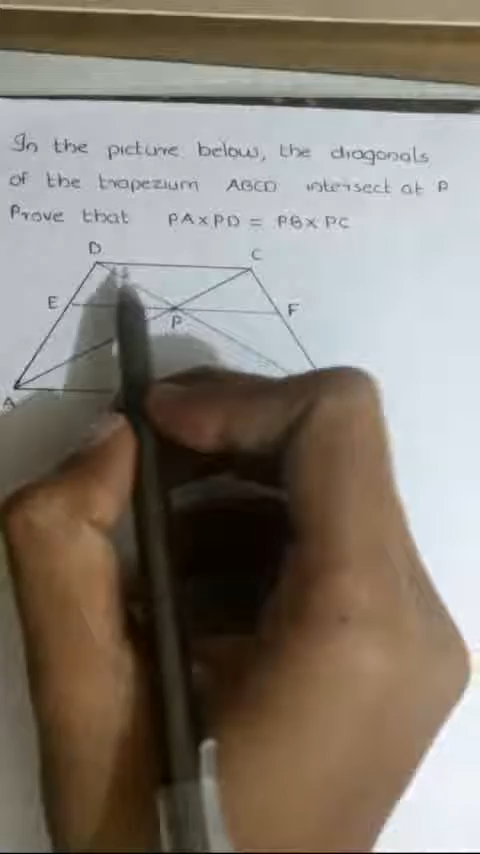 In the picture below, the diagonals
of the trapezium ABCD intersect at P
Prove that PA×PD = PB×PC
D C
E F
P
A